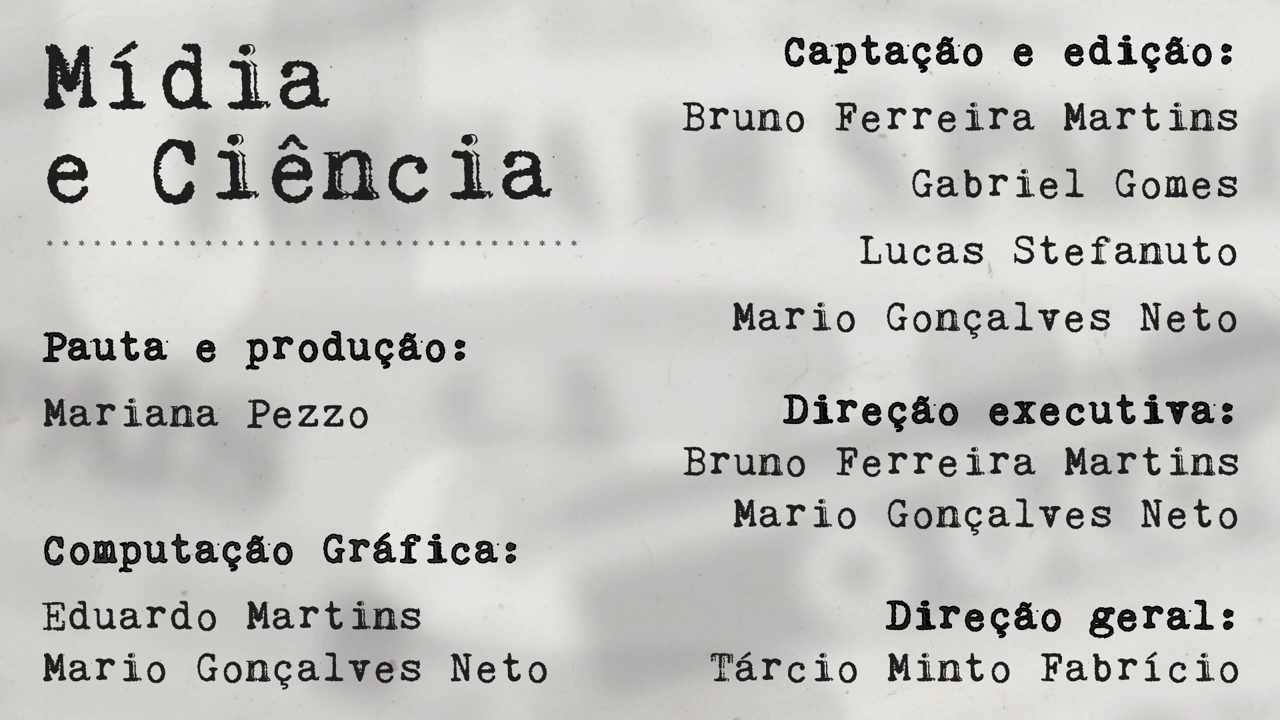 Mídia
e Ciência
Pauta e produção:
Mariana Pezzo
Computação Gráfica:
Eduardo Martins
Mario Gonçalves Neto
Captação e edição:
Bruno Ferreira Martins
Gabriel Gomes
Lucas Stefanuto
Mario Gonçalves Neto
Direção executiva:
Bruno Ferreira Martins
Mario Gonçalves Neto
Direção geral:
Tárcio Minto Fabrício